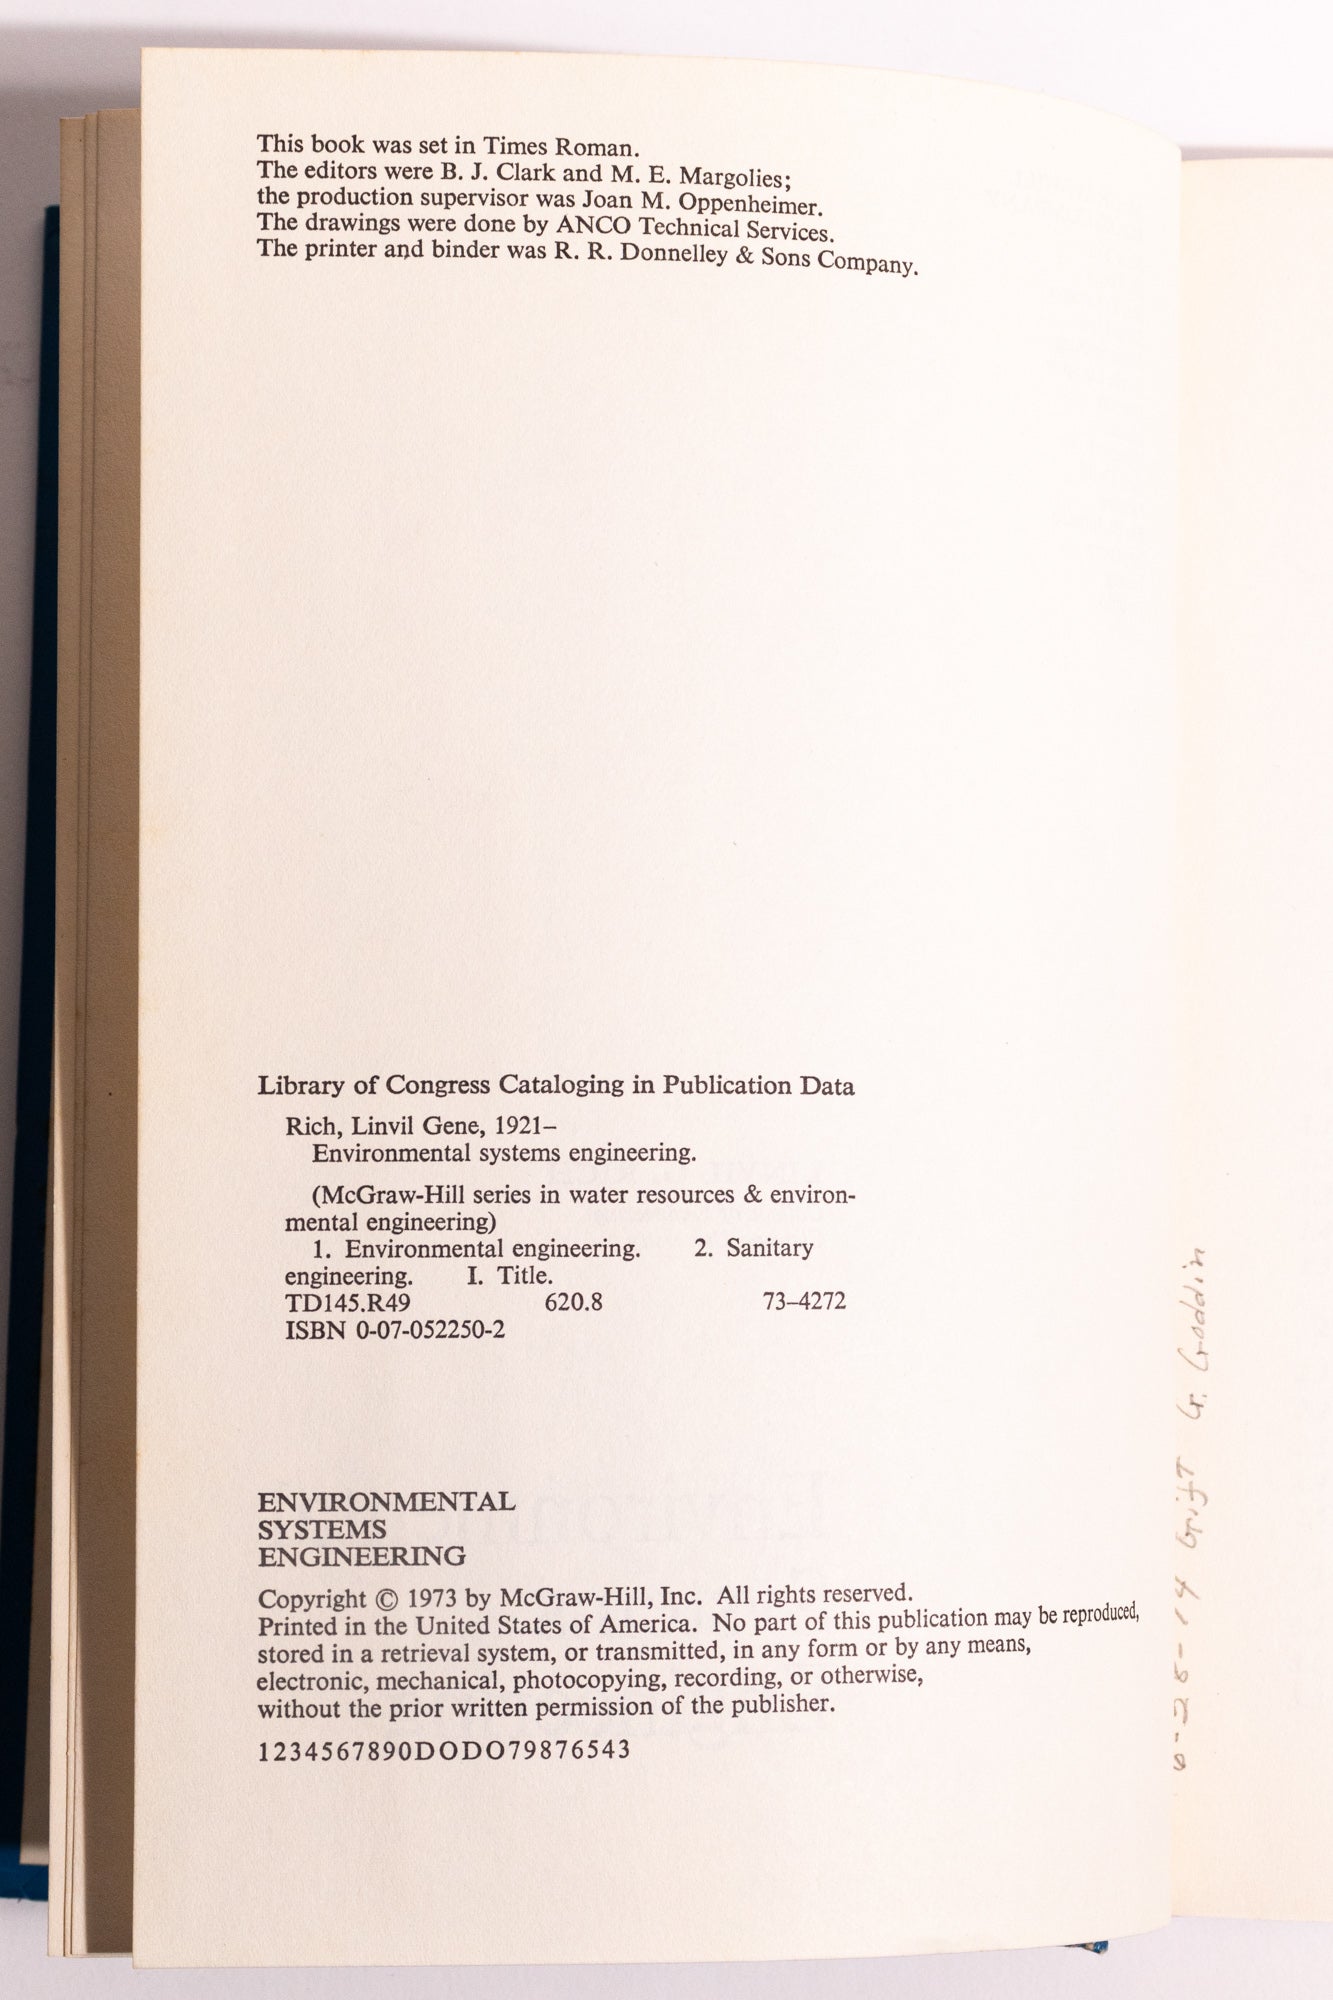 This book was set in Times Roman.
The editors were B. J. Clark and M. E. Margolies;
the production supervisor was Joan M. Oppenheimer.
The drawings were done by ANCO Technical Services.
The printer and binder was R. R. Donnelley & Sons Company.
Library of Congress Cataloging in Publication Data
Rich, Linvil Gene, 1921–
Environmental systems engineering.
(McGraw-Hill series in water resources & environ-
mental engineering)
1. Environmental engineering. 2. Sanitary
engineering. I. Title.
TD145.R49 620.8 73–4272
ISBN 0-07-052250-2
ENVIRONMENTAL
SYSTEMS
ENGINEERING
Copyright © 1973 by McGraw-Hill, Inc. All rights reserved.
Printed in the United States of America. No part of this publication may be reproduced,
stored in a retrieval system, or transmitted, in any form or by any means,
electronic, mechanical, photocopying, recording, or otherwise,
without the prior written permission of the publisher.
1234567890DODO79876543
Gift G. Goddin